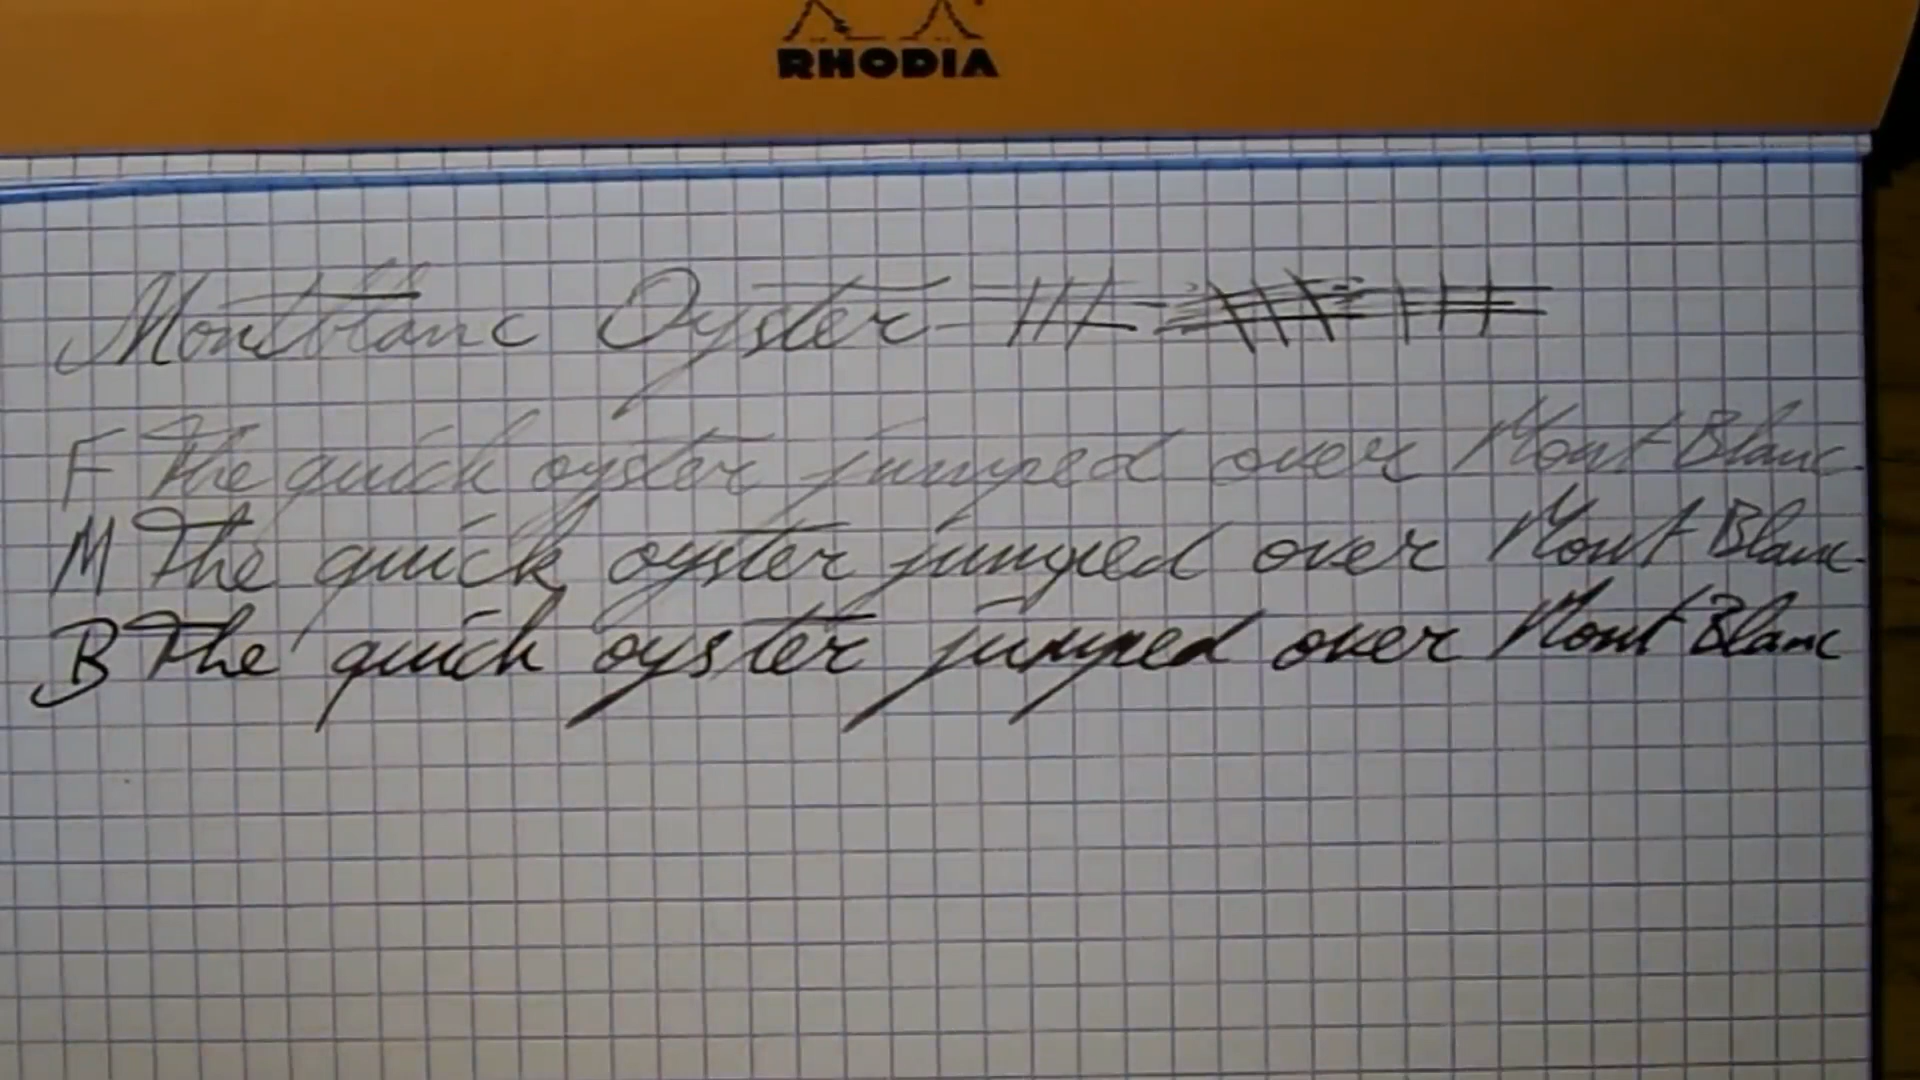 RHODIA
Montblanc Oyster
F The quick oyster jumped over Mont Blanc
M The quick oyster jumped over Mont Blanc
B The quick oyster jumped over Mont Blanc